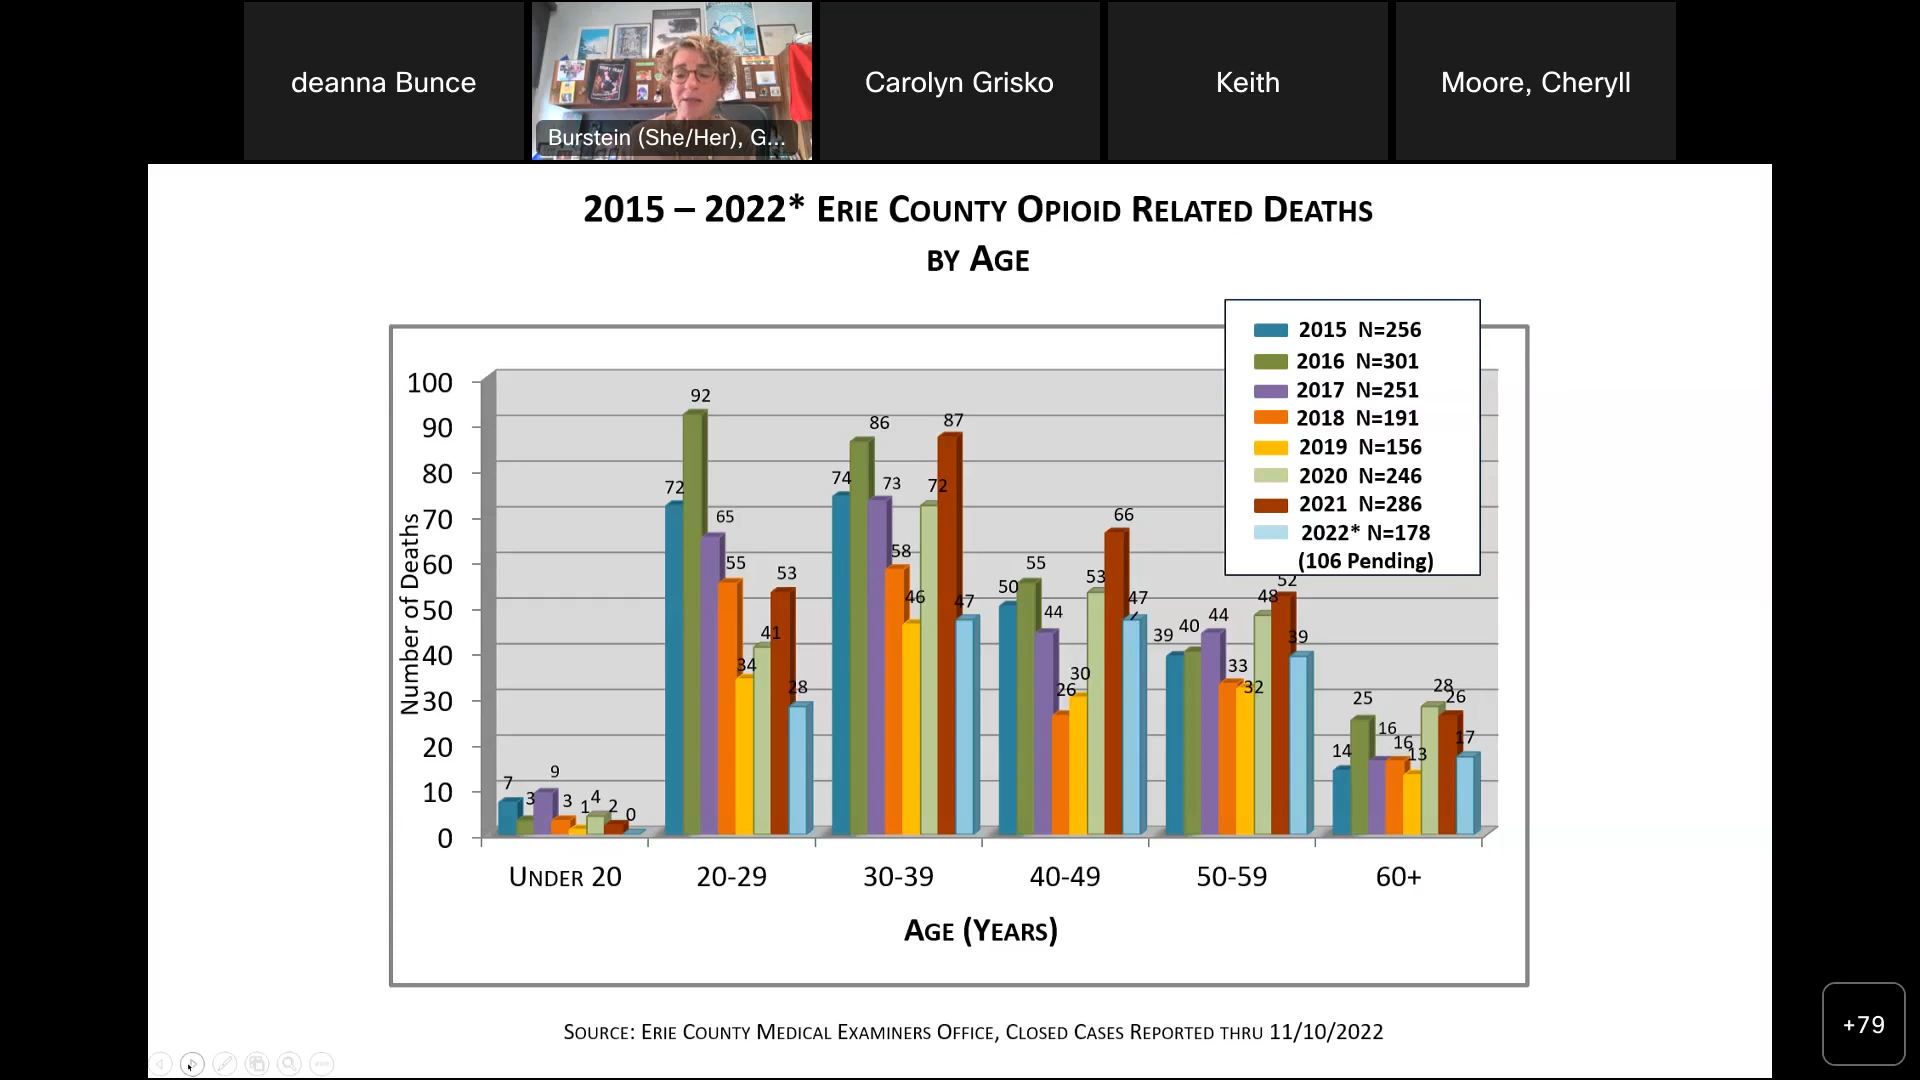 deanna Bunce
Burstein (She/Her), G...
Carolyn Grisko
Keith
Moore, Cheryll
2015 – 2022* Erie County Opioid Related Deaths
by Age
2015 N=256
2016 N=301
2017 N=251
2018 N=191
2019 N=156
2020 N=246
2021 N=286
2022* N=178
(106 Pending)
Number of Deaths
100
90
80
70
60
50
40
30
20
10
0
7 3 9 3 1 4 2 0
72 92 65 55 34 41 53 28
74 86 73 58 46 72 87 47
50 55 44 26 30 53 66 47
39 40 44 33 32 48 52 39
14 25 16 16 13 28 26 17
Under 20 20-29 30-39 40-49 50-59 60+
Age (Years)
Source: Erie County Medical Examiners Office, Closed Cases Reported thru 11/10/2022
+79